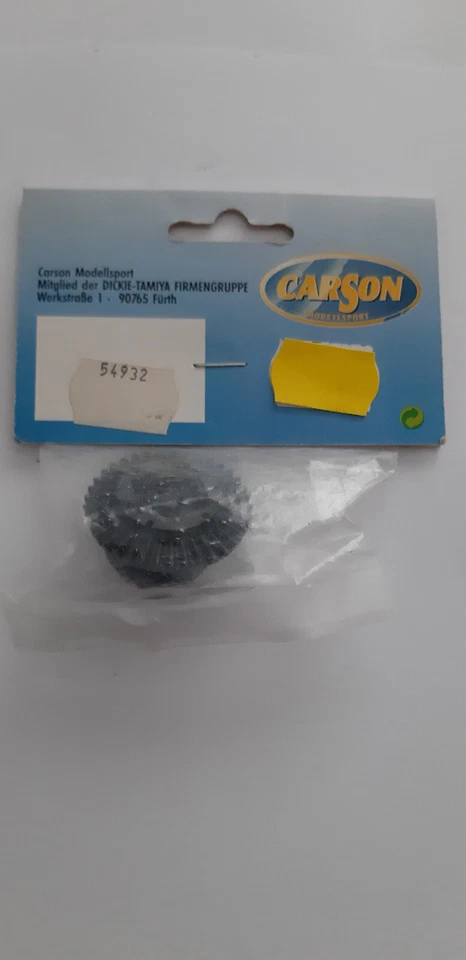 Carson Modellsport
Mitglied der DICKIE-TAMIYA FIRMENGRUPPE
Werkstraße 1 - 90765 Fürth
CARSON
MODELLSPORT
54932